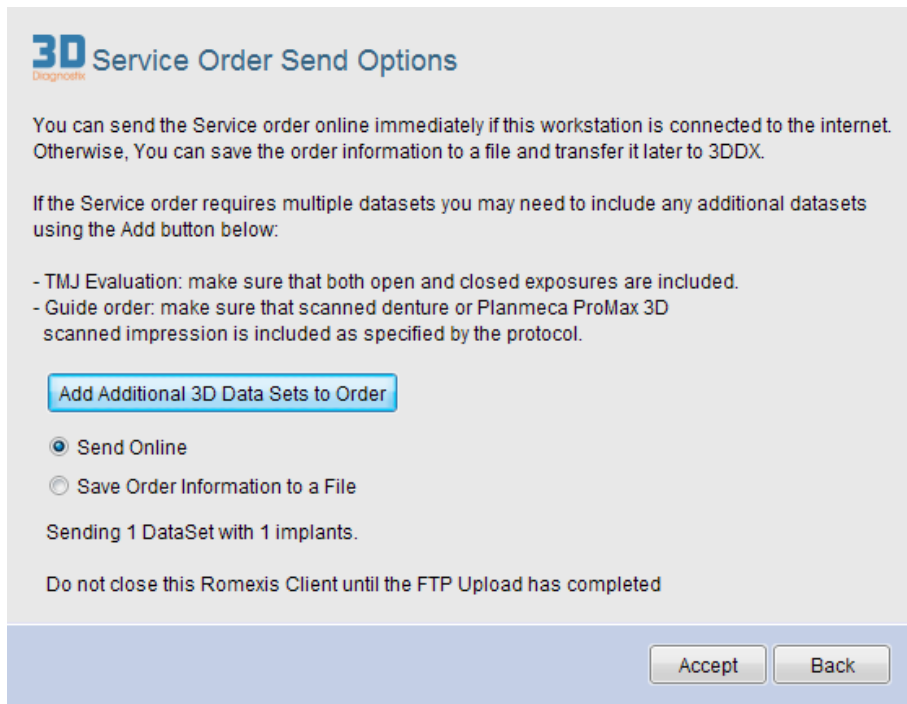 3D
Diagnostix
Service Order Send Options
You can send the Service order online immediately if this workstation is connected to the internet.
Otherwise, You can save the order information to a file and transfer it later to 3DDX.
If the Service order requires multiple datasets you may need to include any additional datasets
using the Add button below:
- TMJ Evaluation: make sure that both open and closed exposures are included.
- Guide order: make sure that scanned denture or Planmeca ProMax 3D
scanned impression is included as specified by the protocol.
Add Additional 3D Data Sets to Order
Send Online
Save Order Information to a File
Sending 1 DataSet with 1 implants.
Do not close this Romexis Client until the FTP Upload has completed
Accept
Back